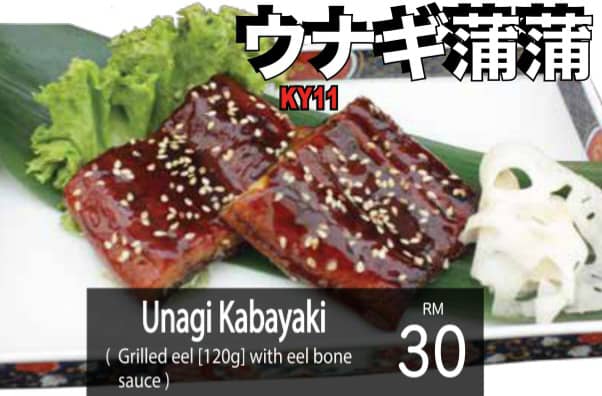 ウナギ蒲蒲
KY11
Unagi Kabayaki
( Grilled eel [120g] with eel bone
sauce )
RM
30